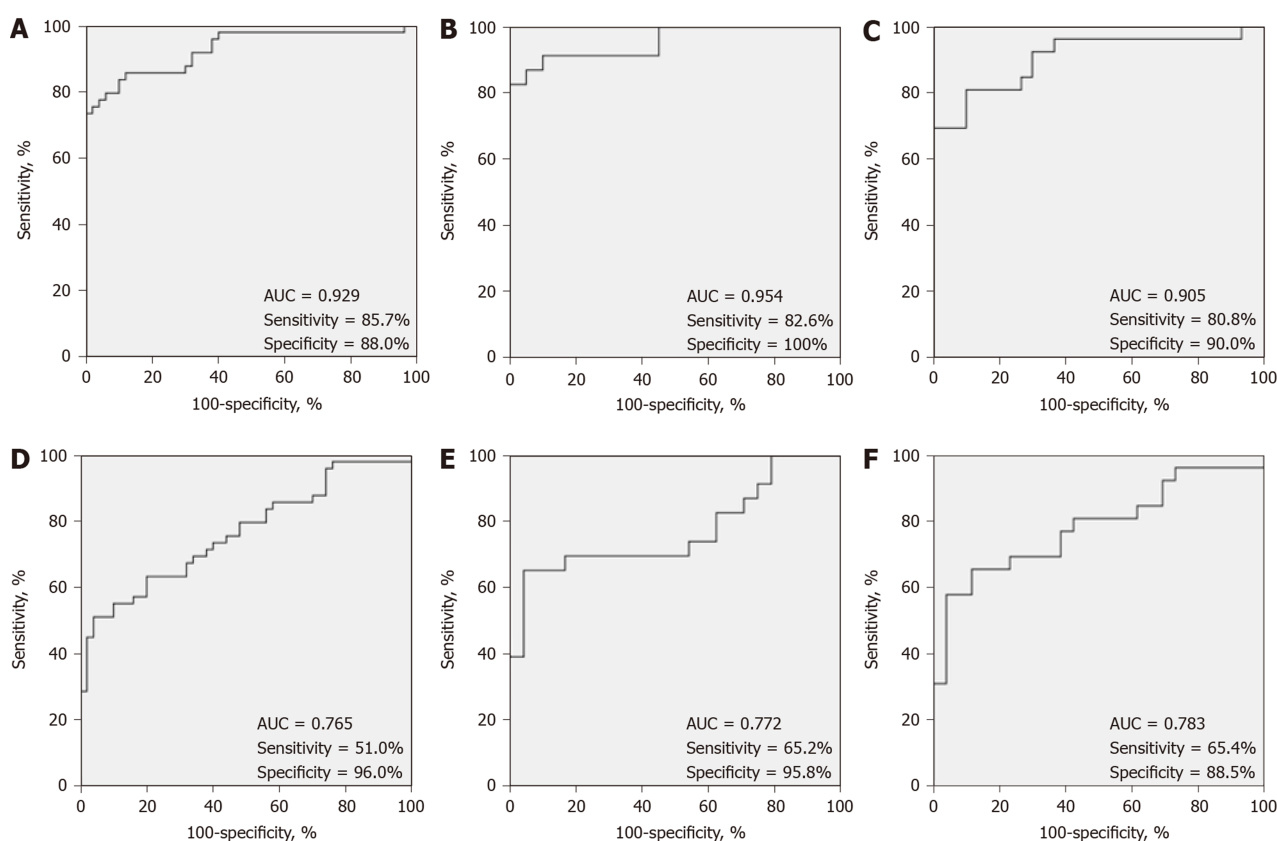 A
100
80
60
40
20
0
Sensitivity, %
AUC = 0.929
Sensitivity = 85.7%
Specificity = 88.0%
0 20 40 60 80 100
100-specificity, %
B
100
80
60
40
20
0
Sensitivity, %
AUC = 0.954
Sensitivity = 82.6%
Specificity = 100%
0 20 40 60 80 100
100-specificity, %
C
100
80
60
40
20
0
Sensitivity, %
AUC = 0.905
Sensitivity = 80.8%
Specificity = 90.0%
0 20 40 60 80 100
100-specificity, %
D
100
80
60
40
20
0
Sensitivity, %
AUC = 0.765
Sensitivity = 51.0%
Specificity = 96.0%
0 20 40 60 80 100
100-specificity, %
E
100
80
60
40
20
0
Sensitivity, %
AUC = 0.772
Sensitivity = 65.2%
Specificity = 95.8%
0 20 40 60 80 100
100-specificity, %
F
100
80
60
40
20
0
Sensitivity, %
AUC = 0.783
Sensitivity = 65.4%
Specificity = 88.5%
0 20 40 60 80 100
100-specificity, %